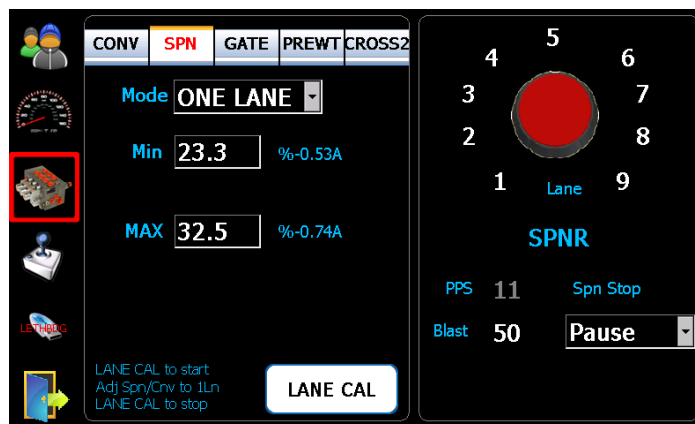 CONV SPN GATE PREWT CROSS2
Mode ONE LANE
Min 23.3 %-0.53A
MAX 32.5 %-0.74A
LANE CAL to start
Adj Spn/Cnv to 1Ln
LANE CAL to stop
LANE CAL
5
4 6
3 7
2 8
1 Lane 9
SPNR
PPS 11 Spn Stop
Blast 50 Pause